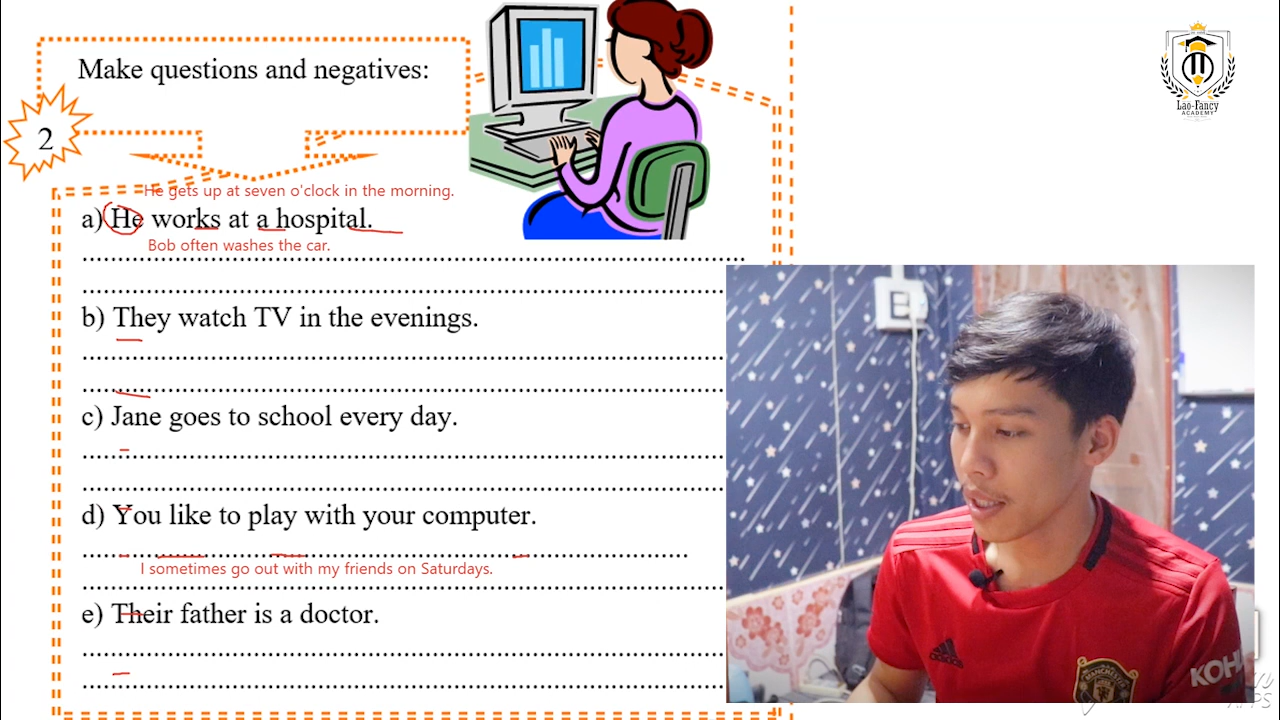 Make questions and negatives:
2
He gets up at seven o'clock in the morning.
a) He works at a hospital.
Bob often washes the car.
b) They watch TV in the evenings.
c) Jane goes to school every day.
d) You like to play with your computer.
I sometimes go out with my friends on Saturdays.
e) Their father is a doctor.
Lao-Fancy
ACADEMY
MANCHESTER